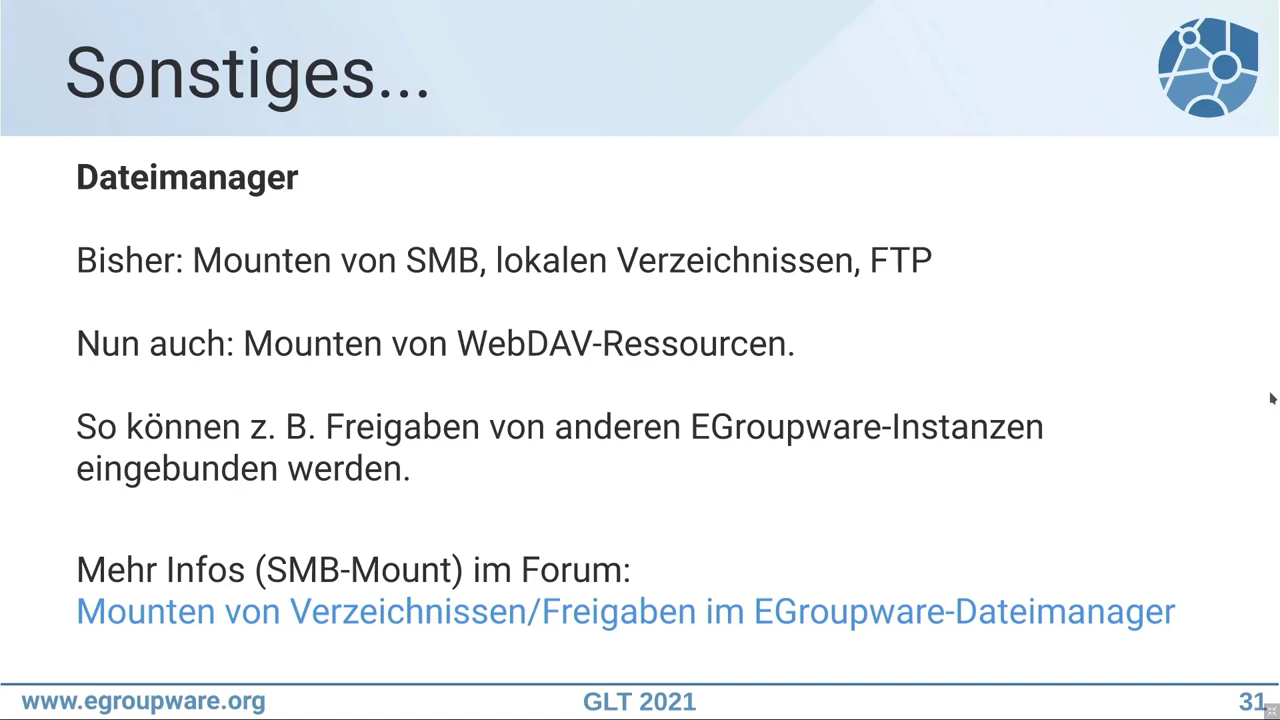 Sonstiges...
Dateimanager
Bisher: Mounten von SMB, lokalen Verzeichnissen, FTP
Nun auch: Mounten von WebDAV-Ressourcen.
So können z. B. Freigaben von anderen EGroupware-Instanzen
eingebunden werden.
Mehr Infos (SMB-Mount) im Forum:
Mounten von Verzeichnissen/Freigaben im EGroupware-Dateimanager
www.egroupware.org
GLT 2021
31